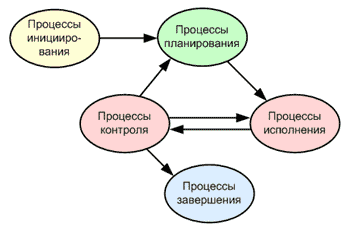 Процессы
иницииро-
вания
Процессы
планирования
Процессы
контроля
Процессы
исполнения
Процессы
завершения